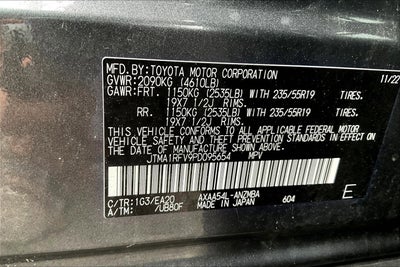 MFD.BY:TOYOTA MOTOR CORPORATION 11/22
GVWR:2090KG (4610LB)
GAWR:FRT. 1150KG (2535LB) WITH 235/55R19 TIRES.
19X7 1/2J RIMS.
RR. 1150KG (2535LB) WITH 235/55R19 TIRES.
19X7 1/2J RIMS.
THIS VEHICLE CONFORMS TO ALL APPLICABLE
FEDERAL MOTOR VEHICLE SAFETY, BUMPER,
AND THEFT PREVENTION STANDARDS IN EFFECT ON
THE DATE OF MANUFACTURE SHOWN ABOVE.
JTMA1RFV9PD095654 MPV
C/TR:1G3/EA20 AXAA54L-ANZMBA
A/TM: /UB80F MADE IN JAPAN 604 E